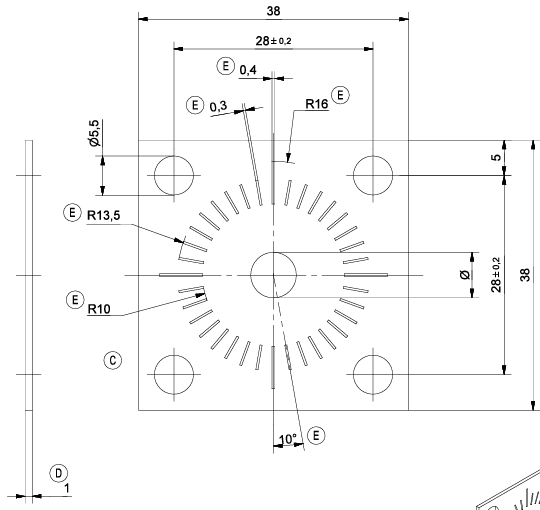 38
28±0,2
E 0,4
E 0,3
R16 E
Ø5,5
5
E R13,5
28±0,2
38
Ø
E R10
C
10° E
D
1